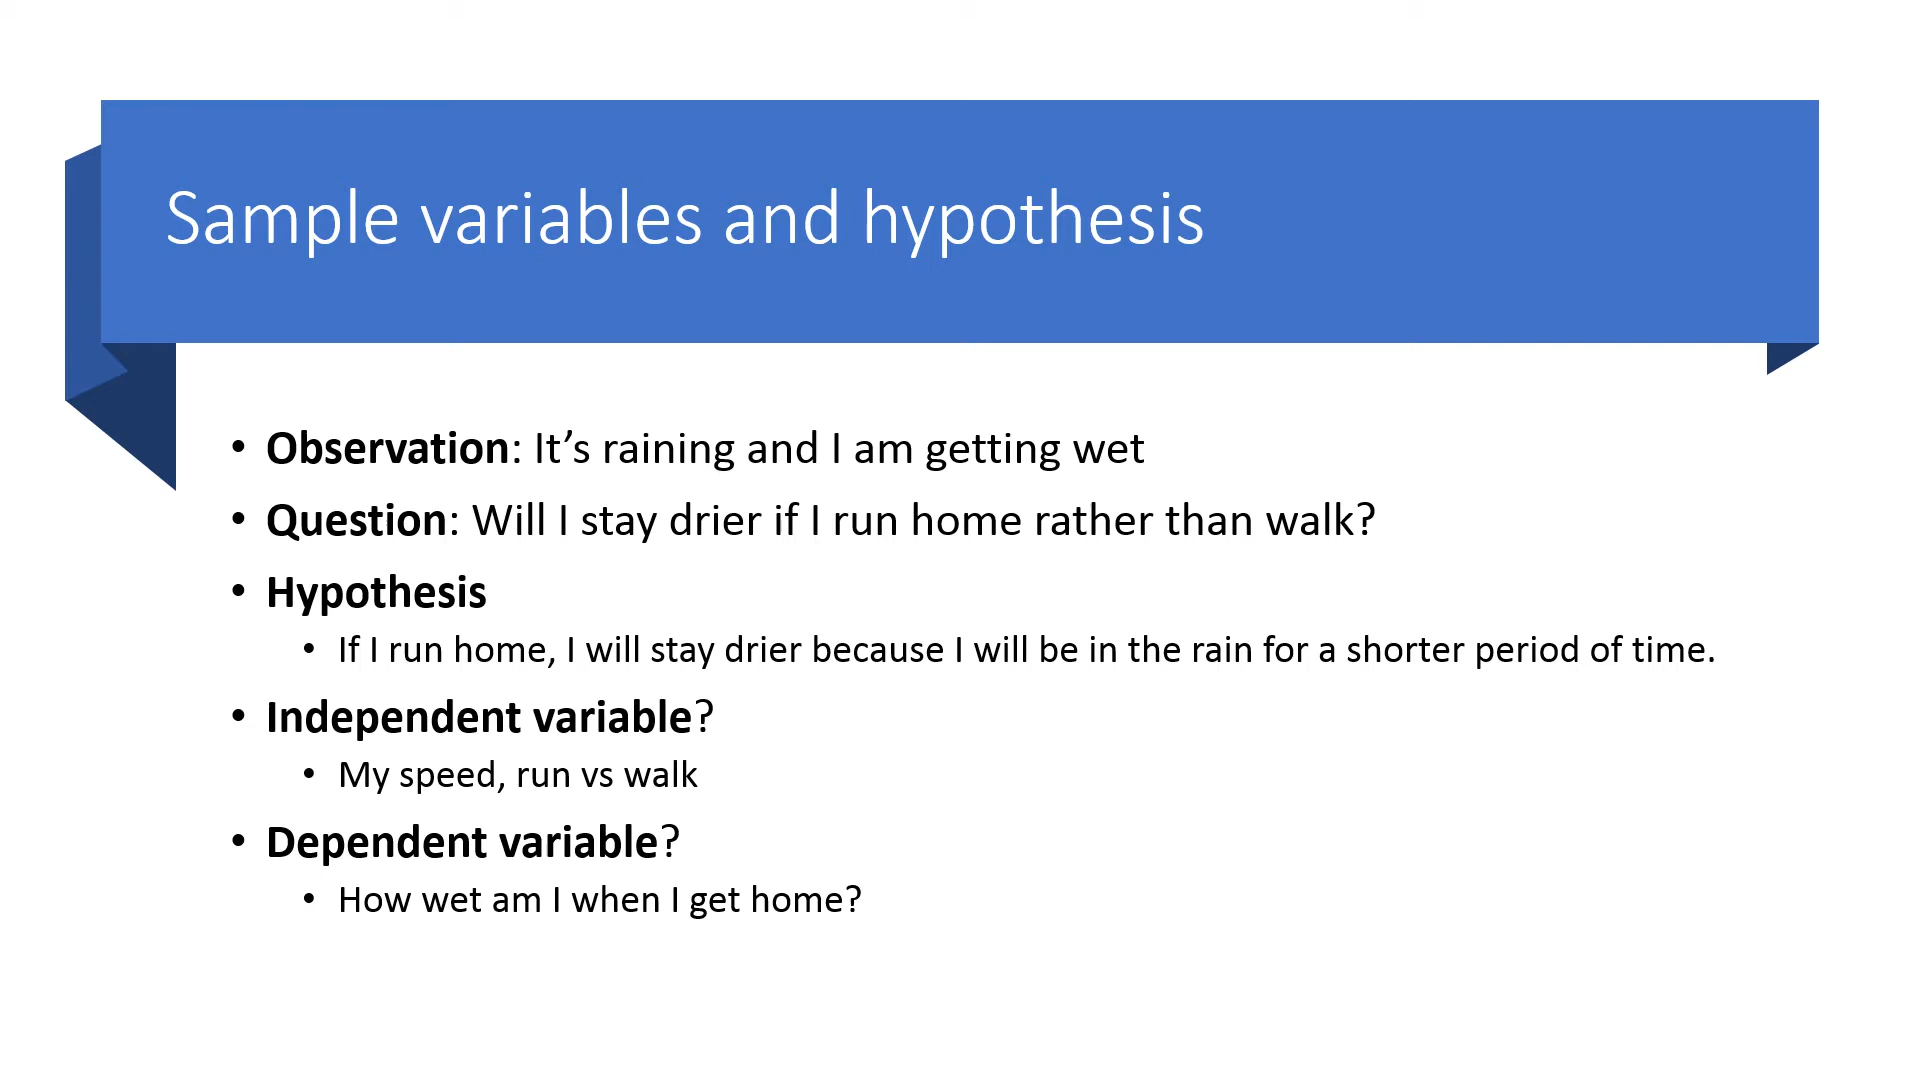 Sample variables and hypothesis
• Observation: It’s raining and I am getting wet
• Question: Will I stay drier if I run home rather than walk?
• Hypothesis
• If I run home, I will stay drier because I will be in the rain for a shorter period of time.
• Independent variable?
• My speed, run vs walk
• Dependent variable?
• How wet am I when I get home?